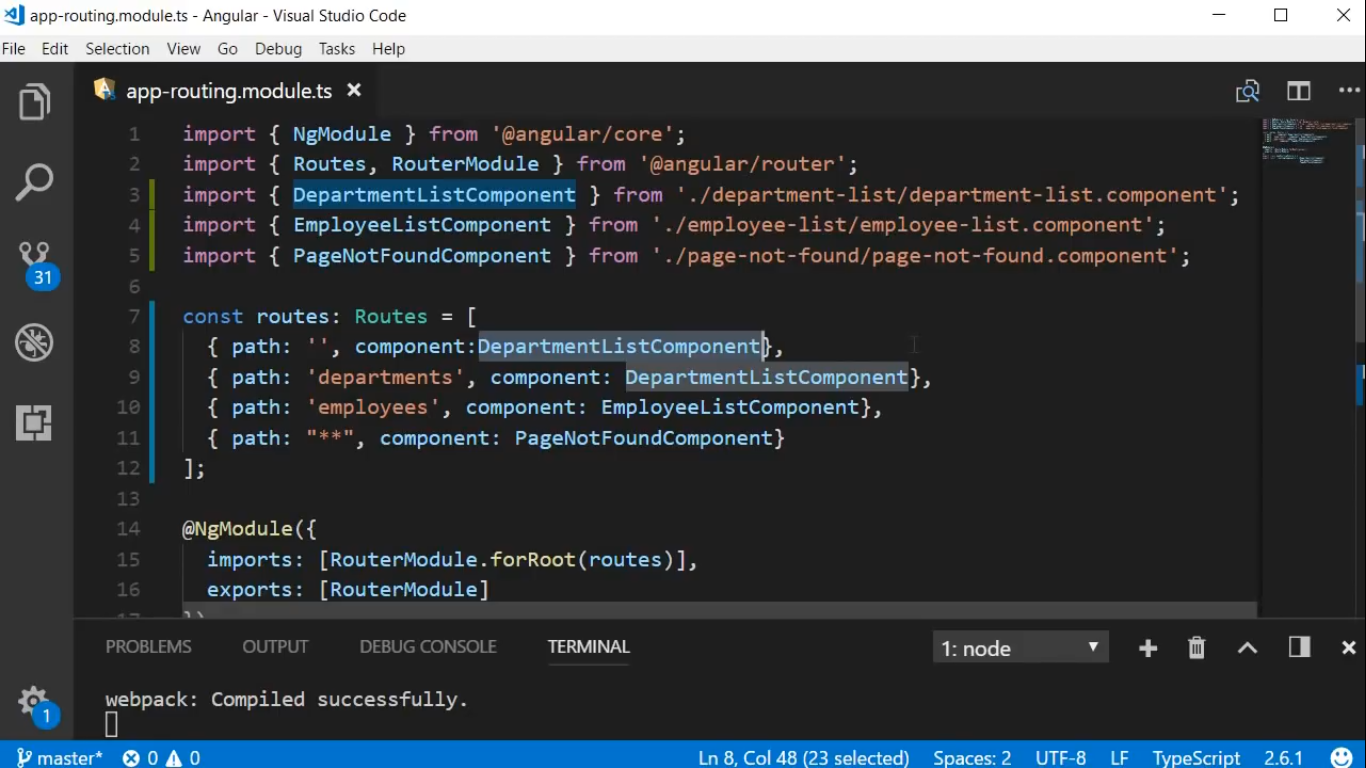 app-routing.module.ts - Angular - Visual Studio Code
File Edit Selection View Go Debug Tasks Help
app-routing.module.ts
1 import { NgModule } from '@angular/core';
2 import { Routes, RouterModule } from '@angular/router';
3 import { DepartmentListComponent } from './department-list/department-list.component';
4 import { EmployeeListComponent } from './employee-list/employee-list.component';
5 import { PageNotFoundComponent } from './page-not-found/page-not-found.component';
6
7 const routes: Routes = [
8 { path: '', component:DepartmentListComponent},
9 { path: 'departments', component: DepartmentListComponent},
10 { path: 'employees', component: EmployeeListComponent},
11 { path: "**", component: PageNotFoundComponent}
12 ];
13
14 @NgModule({
15 imports: [RouterModule.forRoot(routes)],
16 exports: [RouterModule]
17 })
31
PROBLEMS OUTPUT DEBUG CONSOLE TERMINAL 1: node
webpack: Compiled successfully.
1
master* 0 0 Ln 8, Col 48 (23 selected) Spaces: 2 UTF-8 LF TypeScript 2.6.1